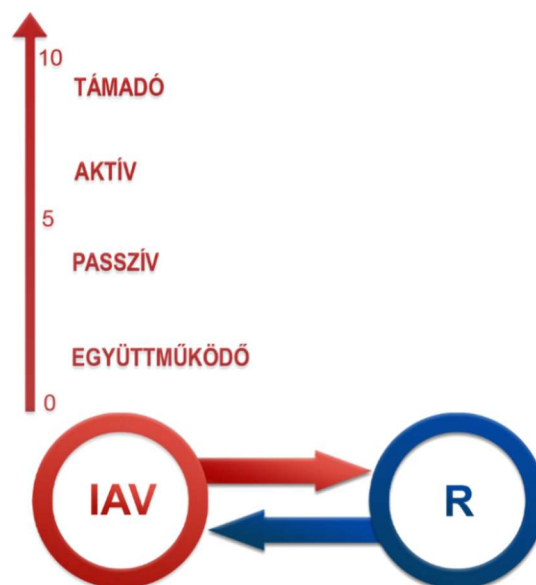 10
TÁMADÓ
AKTÍV
5
PASSZÍV
EGYÜTTMŰKÖDŐ
0
IAV
R